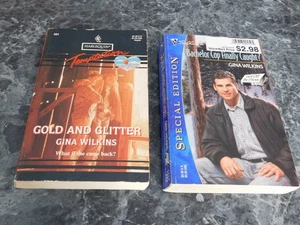 HARLEQUIN
Temptation
GOLD AND GLITTER
GINA WILKINS
What if she came back?
$2.98
Bachelor Cop Finally Caught?
GINA WILKINS
SPECIAL EDITION